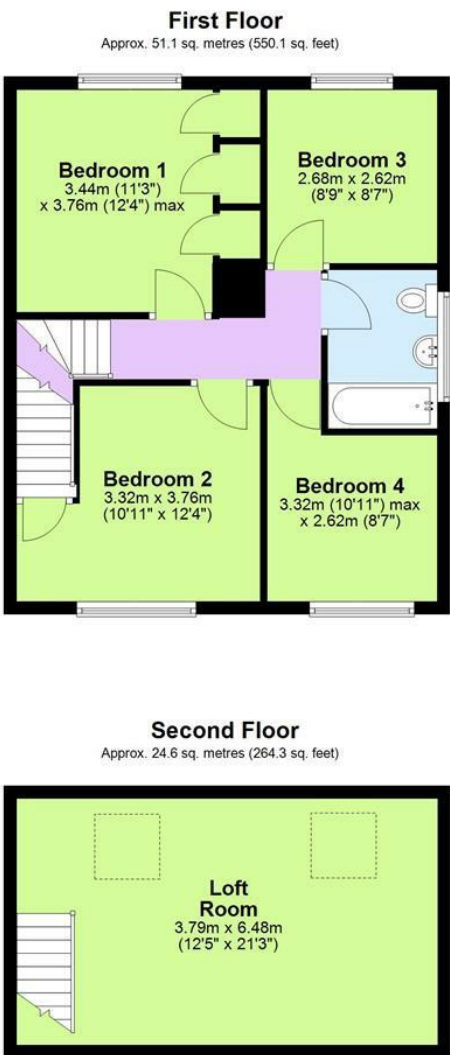 First Floor
Approx. 51.1 sq. metres (550.1 sq. feet)
Bedroom 1
3.44m (11'3")
x 3.76m (12'4") max
Bedroom 3
2.68m x 2.62m
(8'9" x 8'7")
Bedroom 2
3.32m x 3.76m
(10'11" x 12'4")
Bedroom 4
3.32m (10'11") max
x 2.62m (8'7")
Second Floor
Approx. 24.6 sq. metres (264.3 sq. feet)
Loft
Room
3.79m x 6.48m
(12'5" x 21'3")